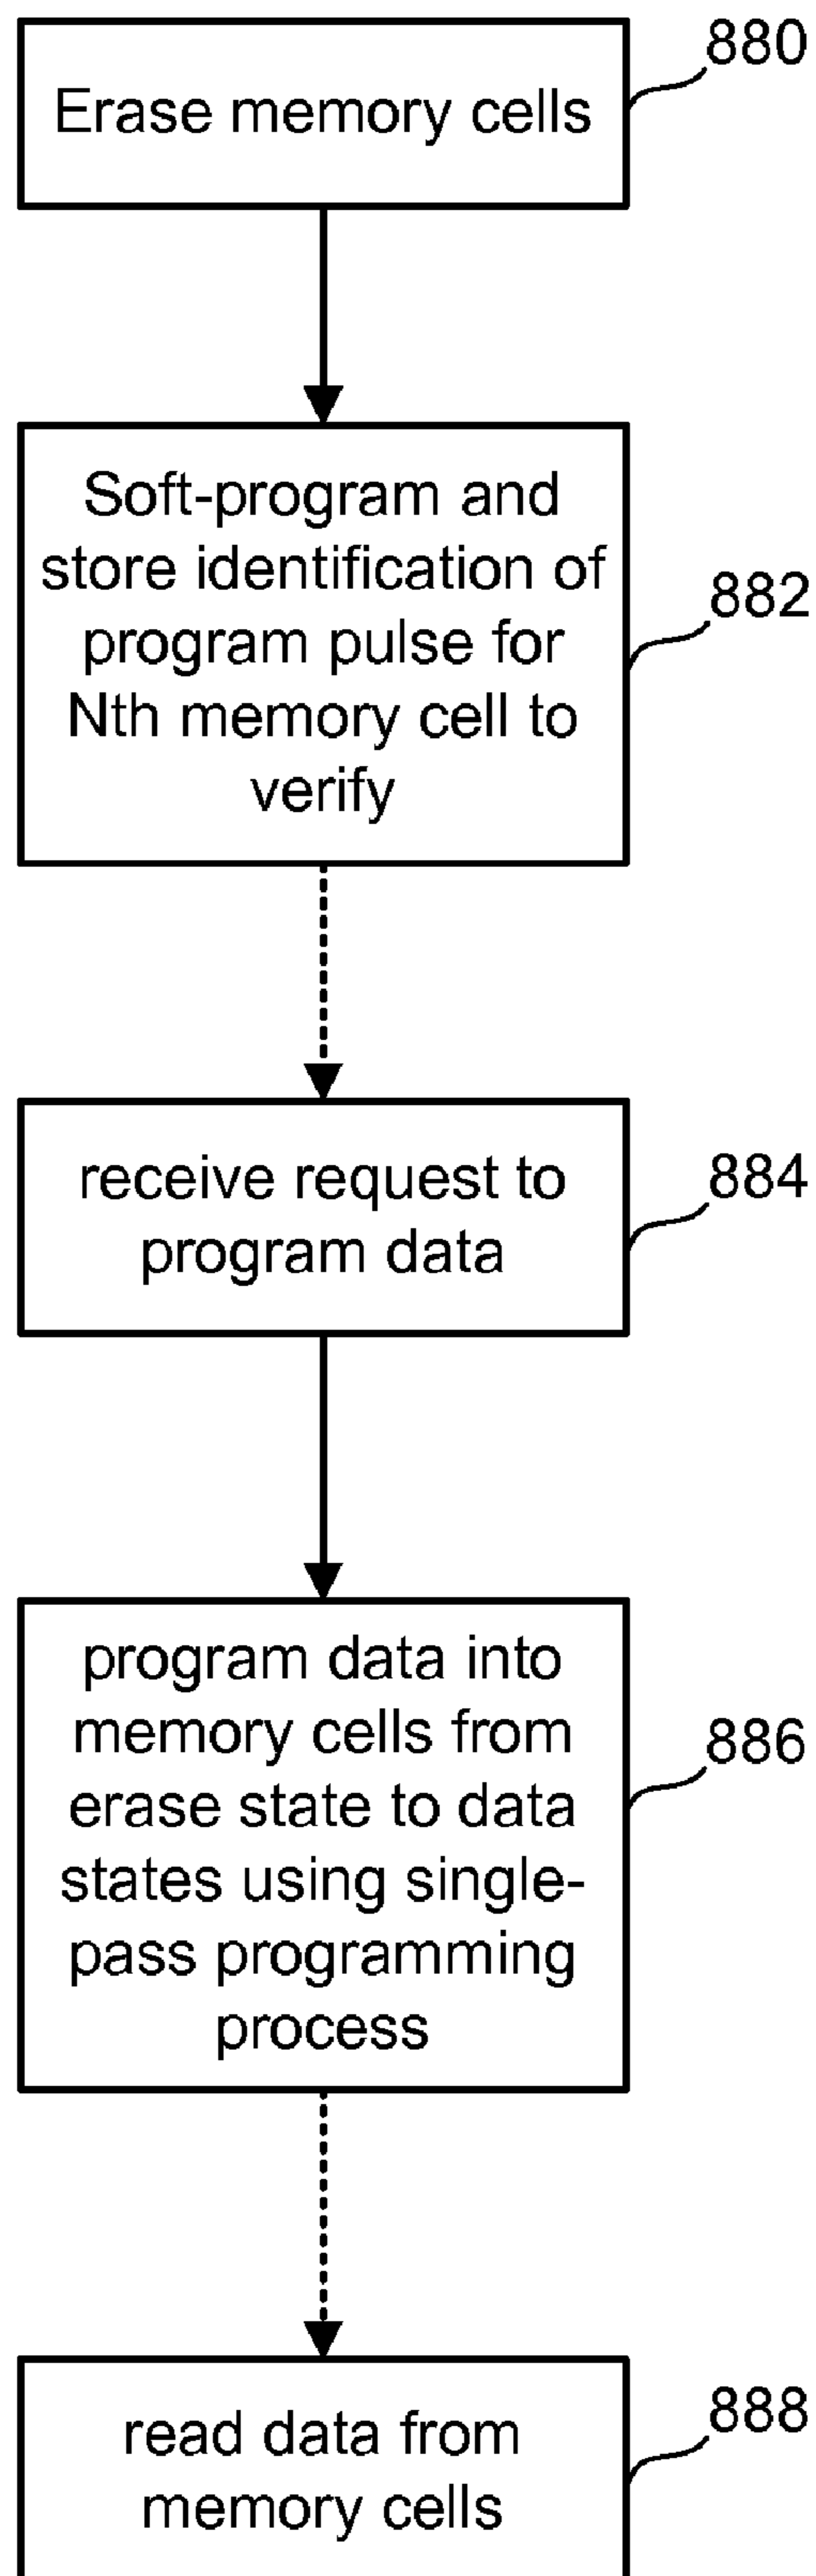 Erase memory cells
880
Soft-program and
store identification of
program pulse for
Nth memory cell to
verify
882
receive request to
program data
884
program data into
memory cells from
erase state to data
states using single-
pass programming
process
886
read data from
memory cells
888